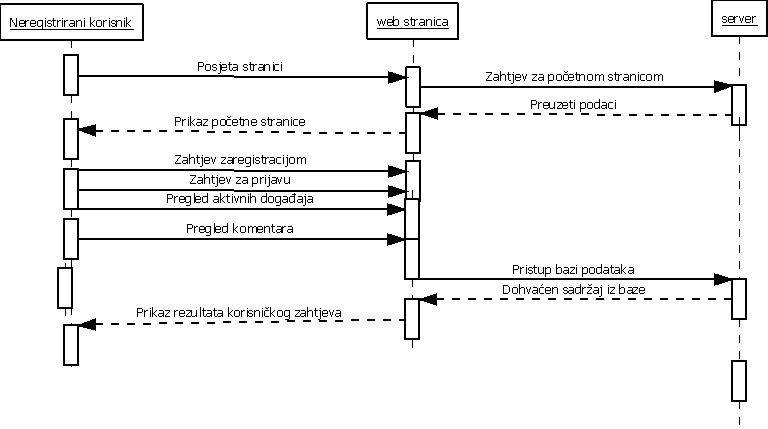 Neregistrirani korisnik
web stranica
server
Posjeta stranici
Zahtjev za početnom stranicom
Preuzeti podaci
Prikaz početne stranice
Zahtjev zaregistracijom
Zahtjev za prijavu
Pregled aktivnih događaja
Pregled komentara
Pristup bazi podataka
Dohvaćen sadržaj iz baze
Prikaz rezultata korisničkog zahtjeva